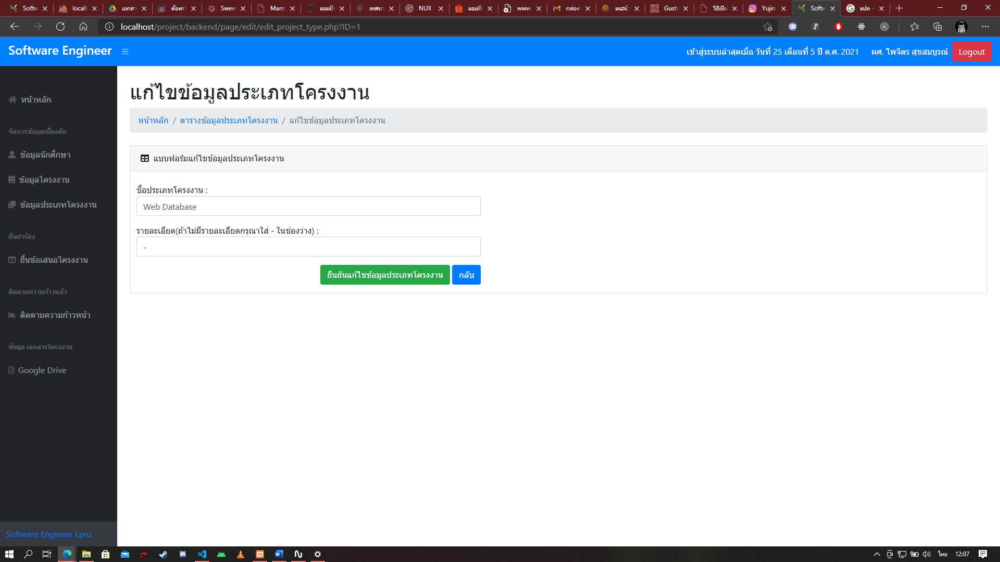 Softw
localh
เอกสา
ต้องกา
Swee
Marsh
แอมป์
เทศบา
NUX
แอมป์
www.
กล่องจ
แนะนำ
Gusta
วิธีเปิด
Yujin
Softw
แปล -
localhost/project/backend/page/edit/edit_project_type.php?ID=1
Software Engineer
เข้าสู่ระบบล่าสุดเมื่อ วันที่ 25 เดือนที่ 5 ปี ค.ศ. 2021
ผศ. ไพจิตร สุขสมบูรณ์
Logout
หน้าหลัก
จัดการข้อมูลเบื้องต้น
ข้อมูลนักศึกษา
ข้อมูลโครงงาน
ข้อมูลประเภทโครงงาน
ยื่นคำร้อง
ยื่นข้อเสนอโครงงาน
ติดตามความก้าวหน้า
ติดตามความก้าวหน้า
ข้อมูล เอกสารโครงงาน
Google Drive
Software Engineer Lpru
แก้ไขข้อมูลประเภทโครงงาน
หน้าหลัก / ตารางข้อมูลประเภทโครงงาน / แก้ไขข้อมูลประเภทโครงงาน
แบบฟอร์มแก้ไขข้อมูลประเภทโครงงาน
ชื่อประเภทโครงงาน :
Web Database
รายละเอียด(ถ้าไม่มีรายละเอียดกรุณาใส่ - ในช่องว่าง) :
-
ยืนยันแก้ไขข้อมูลประเภทโครงงาน
กลับ
ไทย
12:07